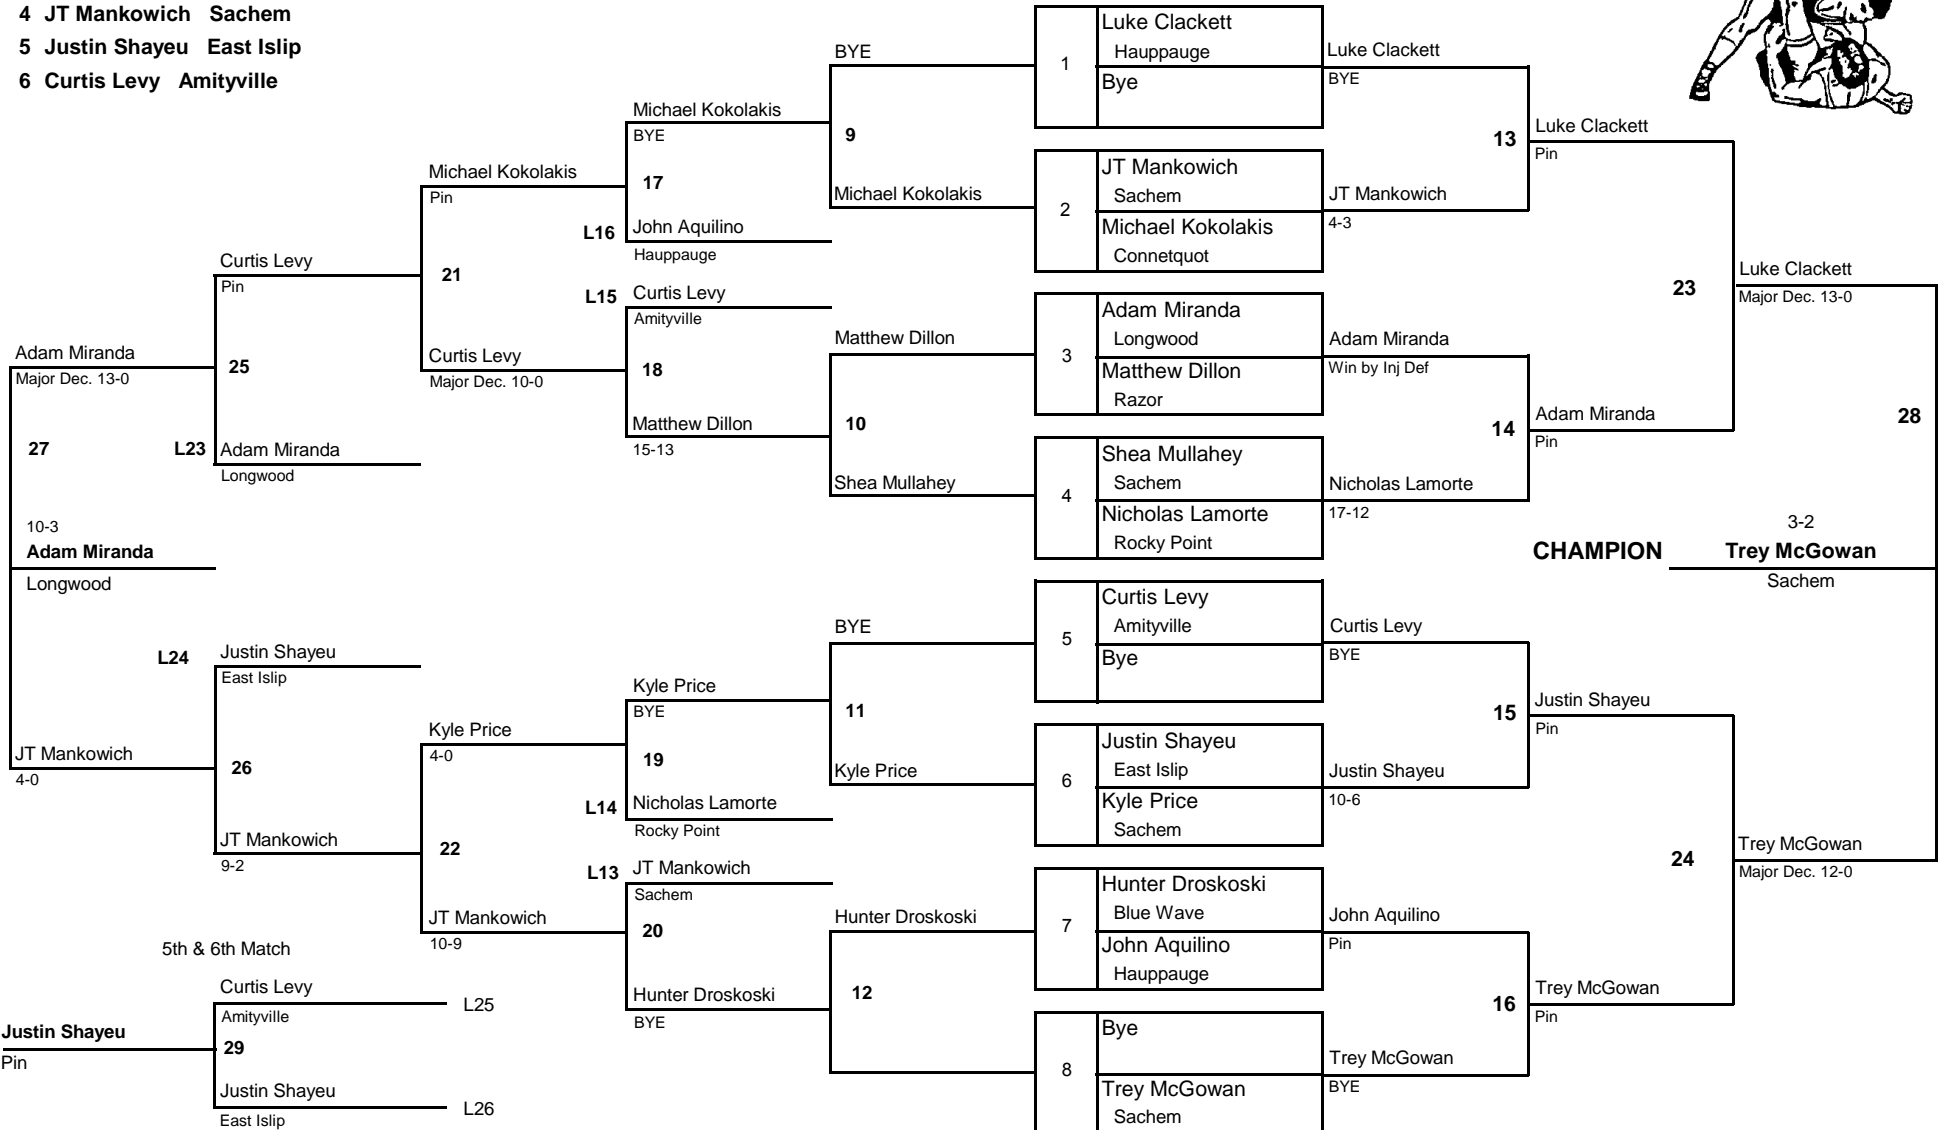 4 JT Mankowich Sachem
5 Justin Shayeu East Islip
6 Curtis Levy Amityville
Luke Clackett
Hauppauge
1
Bye
JT Mankowich
Sachem
2
Michael Kokolakis
Connetquot
Adam Miranda
Longwood
3
Matthew Dillon
Razor
Shea Mullahey
Sachem
4
Nicholas Lamorte
Rocky Point
Curtis Levy
Amityville
5
Bye
Justin Shayeu
East Islip
6
Kyle Price
Sachem
Hunter Droskoski
Blue Wave
7
John Aquilino
Hauppauge
Bye
8
Trey McGowan
Sachem
Luke Clackett
BYE
13
JT Mankowich
4-3
Adam Miranda
Win by Inj Def
14
Nicholas Lamorte
17-12
Curtis Levy
BYE
15
Justin Shayeu
10-6
John Aquilino
Pin
16
Trey McGowan
BYE
Luke Clackett
Pin
23
Adam Miranda
Pin
Justin Shayeu
Pin
24
Trey McGowan
Pin
Luke Clackett
Major Dec. 13-0
28
3-2
CHAMPION Trey McGowan
Sachem
Trey McGowan
Major Dec. 12-0
BYE
9
Michael Kokolakis
Matthew Dillon
10
Shea Mullahey
BYE
11
Kyle Price
Hunter Droskoski
12
Michael Kokolakis
BYE
17
L16 John Aquilino
Hauppauge
L15 Curtis Levy
Amityville
18
Matthew Dillon
15-13
Kyle Price
BYE
19
L14 Nicholas Lamorte
Rocky Point
L13 JT Mankowich
Sachem
20
Hunter Droskoski
BYE
Michael Kokolakis
Pin
21
Curtis Levy
Major Dec. 10-0
Kyle Price
4-0
22
JT Mankowich
10-9
Curtis Levy
Pin
25
L23 Adam Miranda
Longwood
L24 Justin Shayeu
East Islip
26
JT Mankowich
9-2
Adam Miranda
Major Dec. 13-0
27
10-3
Adam Miranda
Longwood
JT Mankowich
4-0
5th & 6th Match
Curtis Levy L25
Amityville
Justin Shayeu
29
Pin
Justin Shayeu L26
East Islip